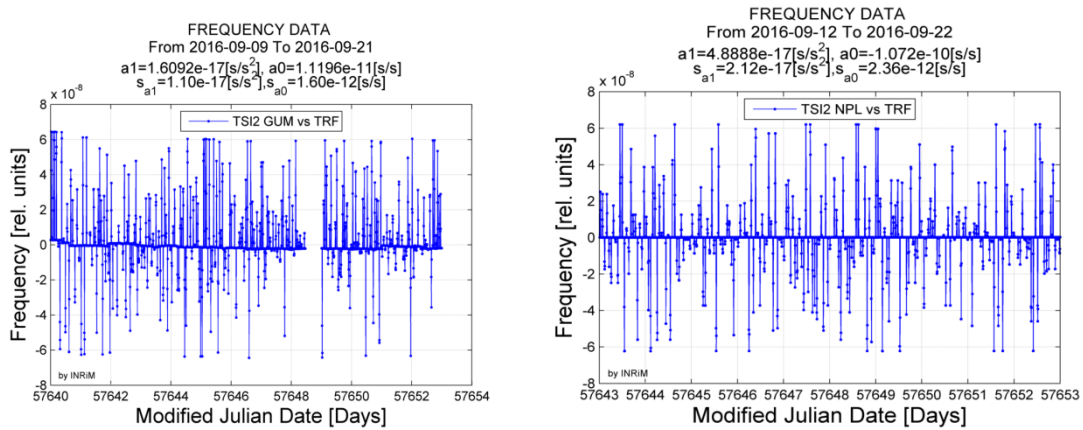 FREQUENCY DATA
From 2016-09-09 To 2016-09-21
a1=1.6092e-17[s/s²], a0=1.1196e-11[s/s]
s_a1=1.10e-17[s/s²],s_a0=1.60e-12[s/s]
x 10⁻⁸
TSI2 GUM vs TRF
8
6
4
2
0
-2
-4
-6
-8
Frequency [rel. units]
by INRiM
57640 57642 57644 57646 57648 57650 57652 57654
Modified Julian Date [Days]
FREQUENCY DATA
From 2016-09-12 To 2016-09-22
a1=4.8888e-17[s/s²], a0=-1.072e-10[s/s]
s_a1=2.12e-17[s/s²],s_a0=2.36e-12[s/s]
x 10⁻⁸
TSI2 NPL vs TRF
8
6
4
2
0
-2
-4
-6
-8
Frequency [rel. units]
by INRiM
57643 57644 57645 57646 57647 57648 57649 57650 57651 57652 57653
Modified Julian Date [Days]